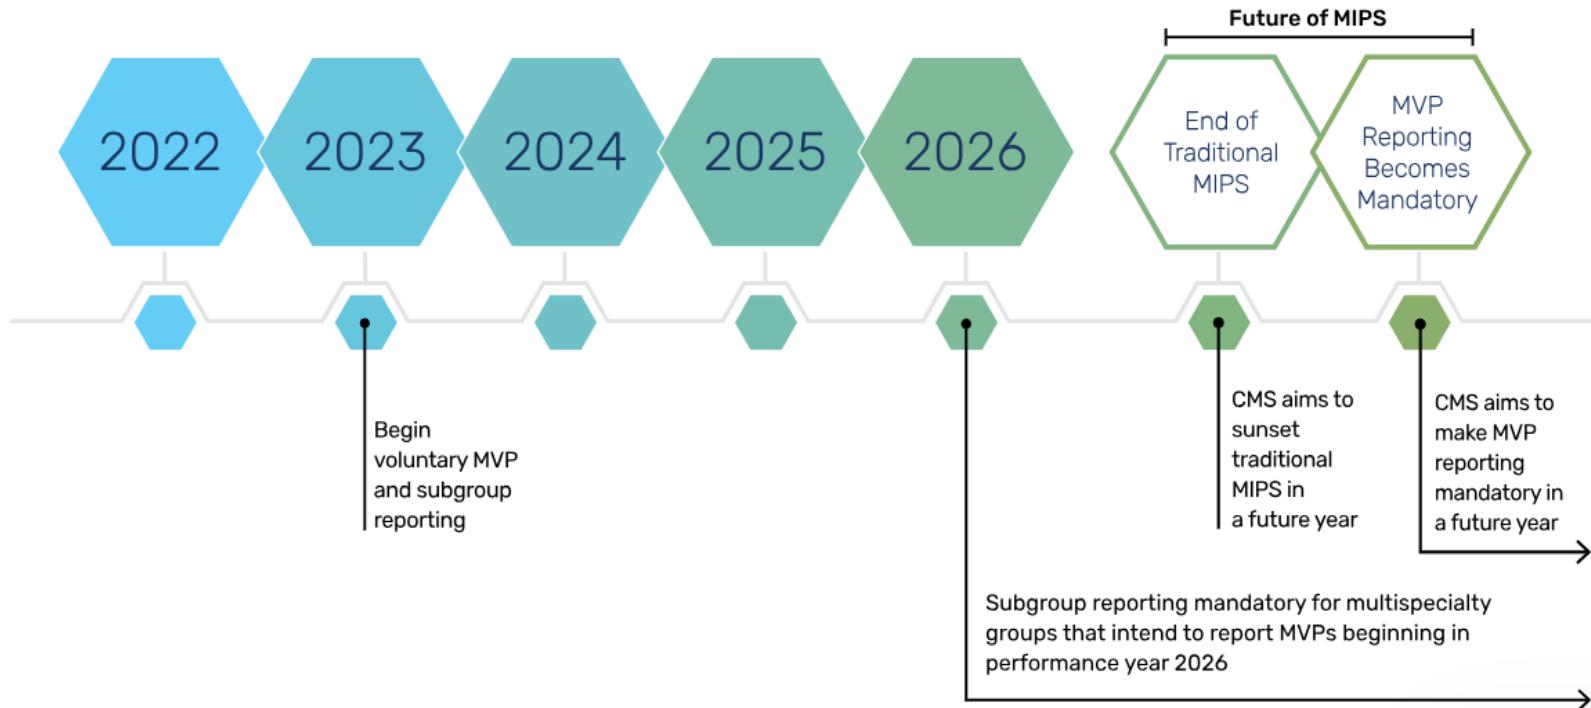 Future of MIPS
2022
2023
2024
2025
2026
End of
Traditional
MIPS
MVP
Reporting
Becomes
Mandatory
Begin
voluntary MVP
and subgroup
reporting
CMS aims to
sunset
traditional
MIPS in
a future year
CMS aims to
make MVP
reporting
mandatory in
a future year
Subgroup reporting mandatory for multispecialty
groups that intend to report MVPs beginning in
performance year 2026